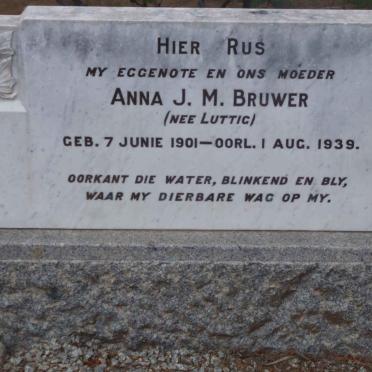 HIER RUS
MY EGGENOTE EN ONS MOEDER
ANNA J. M. BRUWER
(NEE LUTTIG)
GEB. 7 JUNIE 1901—OORL. 1 AUG. 1939.
OORKANT DIE WATER, BLINKEND EN BLY,
WAAR MY DIERBARE WAG OP MY.